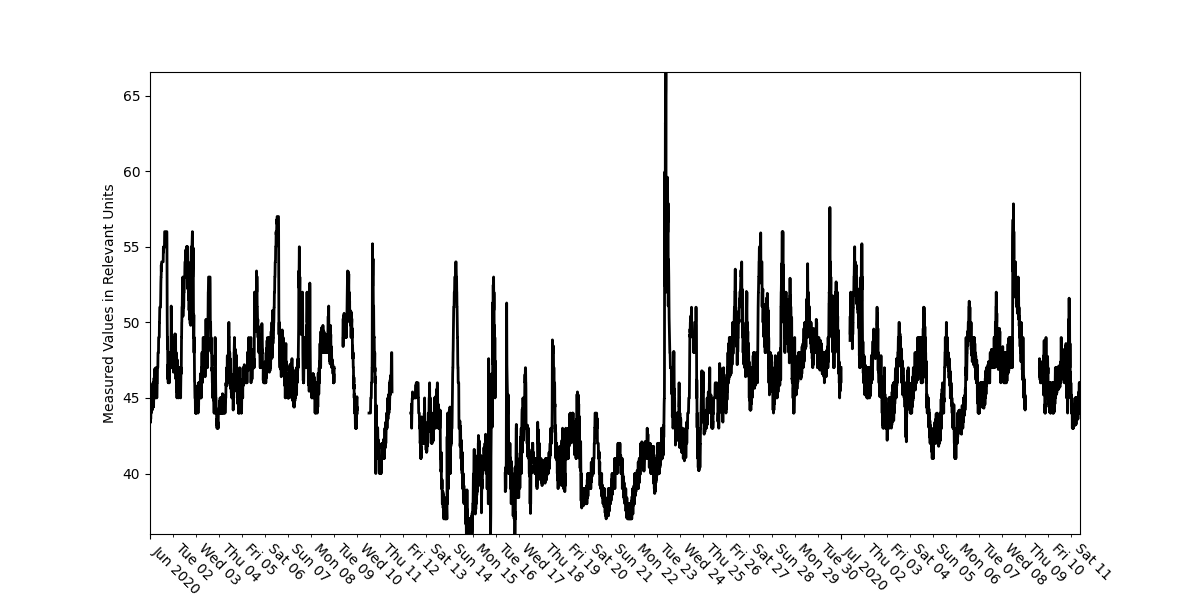 65
60
55
50
45
40
Measured Values in Relevant Units
Jun 2020
Tue 02
Wed 03
Thu 04
Fri 05
Sat 06
Sun 07
Mon 08
Tue 09
Wed 10
Thu 11
Fri 12
Sat 13
Sun 14
Mon 15
Tue 16
Wed 17
Thu 18
Fri 19
Sat 20
Sun 21
Mon 22
Tue 23
Wed 24
Thu 25
Fri 26
Sat 27
Sun 28
Mon 29
Tue 30
Jul 2020
Thu 02
Fri 03
Sat 04
Sun 05
Mon 06
Tue 07
Wed 08
Thu 09
Fri 10
Sat 11